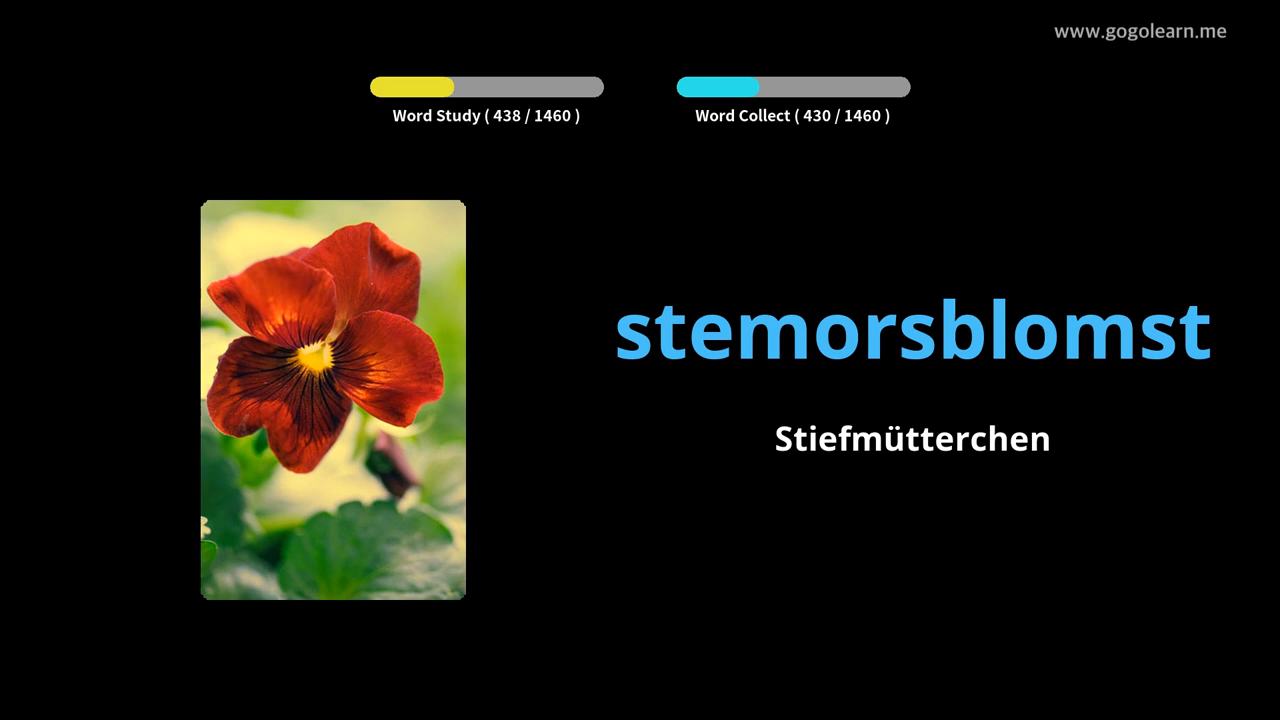 www.gogolearn.me
Word Study ( 438 / 1460 )
Word Collect ( 430 / 1460 )
stemorsblomst
Stiefmütterchen